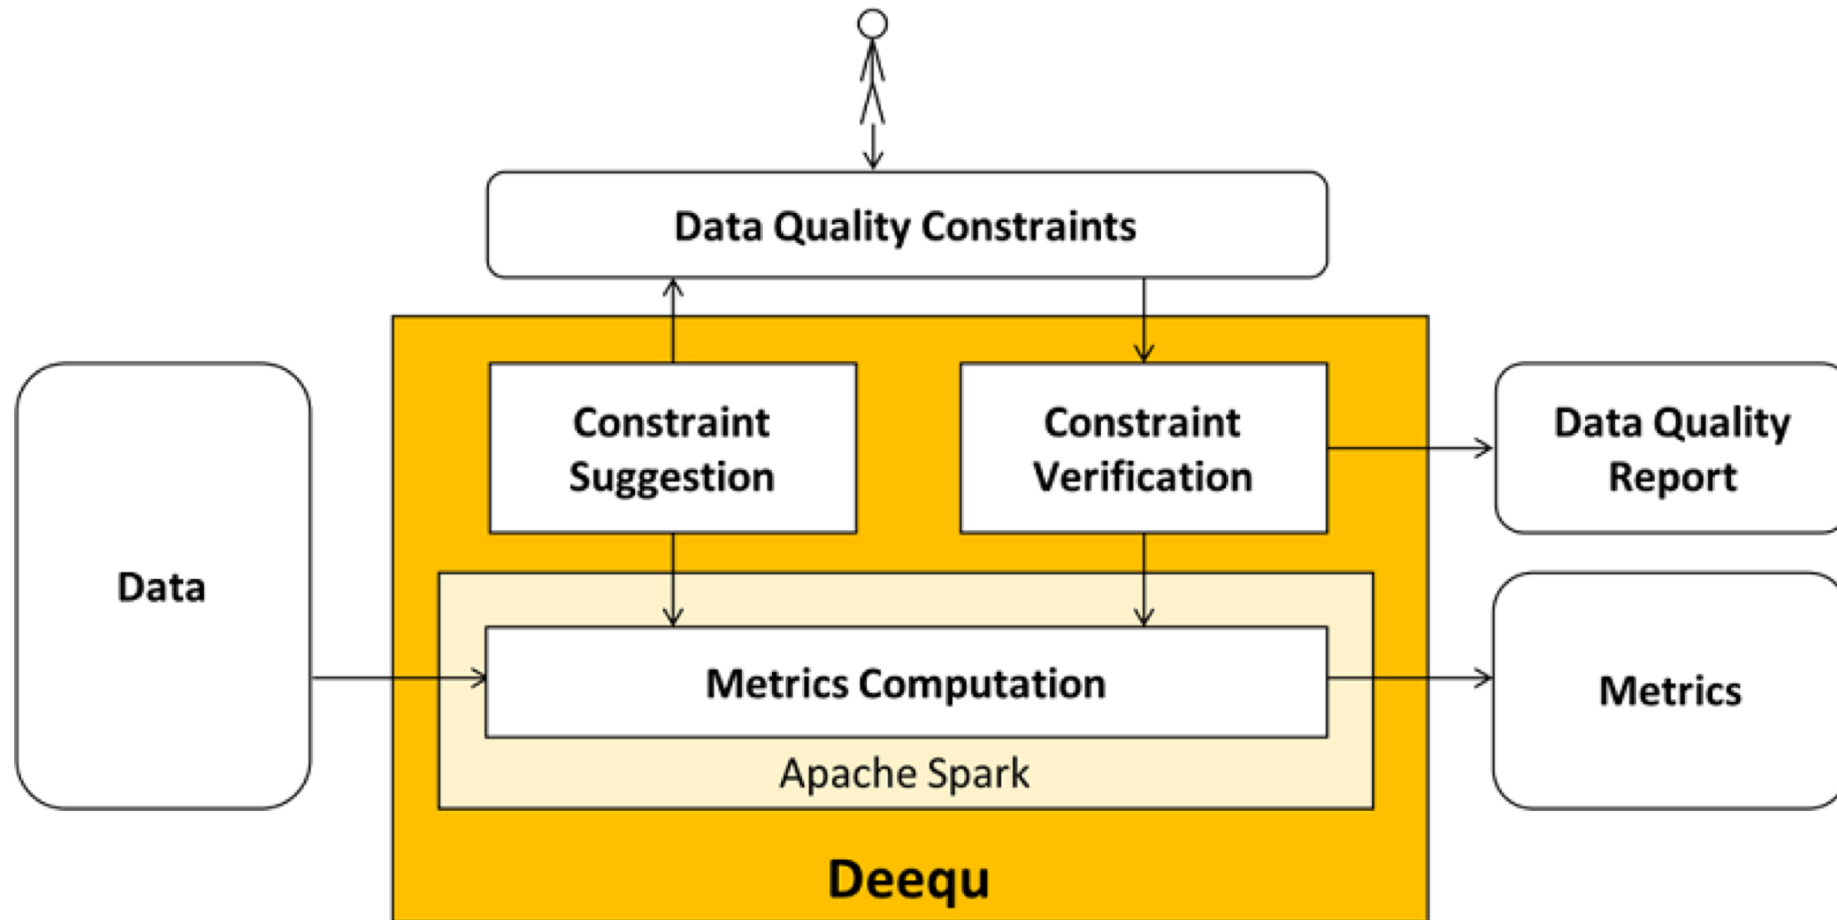 Data Quality Constraints
Constraint
Suggestion
Constraint
Verification
Data Quality
Report
Data
Metrics Computation
Metrics
Apache Spark
Deequ